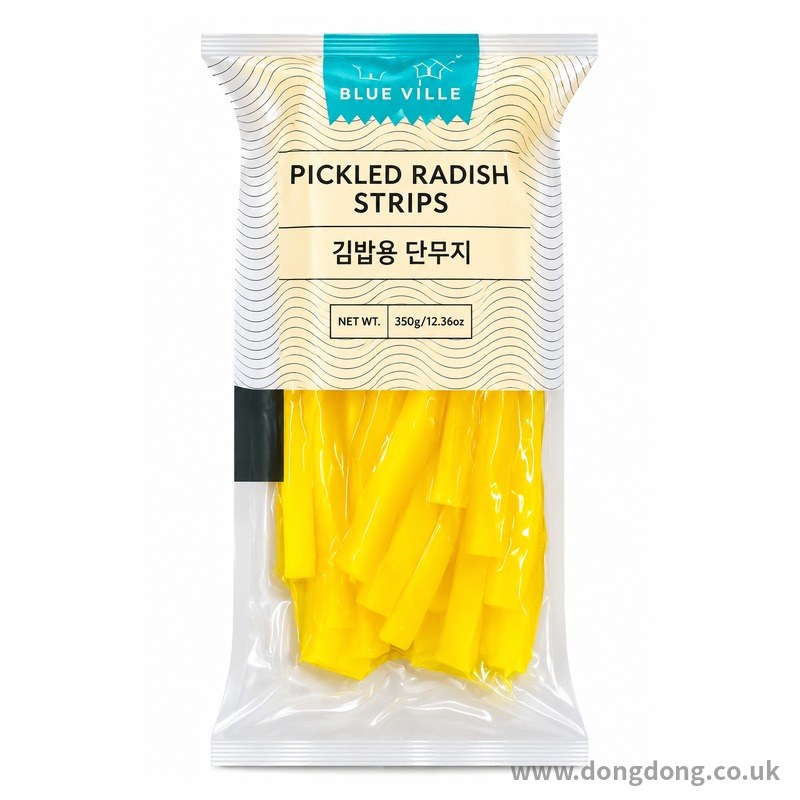 BLUE VILLE
PICKLED RADISH
STRIPS
김밥용 단무지
NET WT. 350g/12.36oz
www.dongdong.co.uk